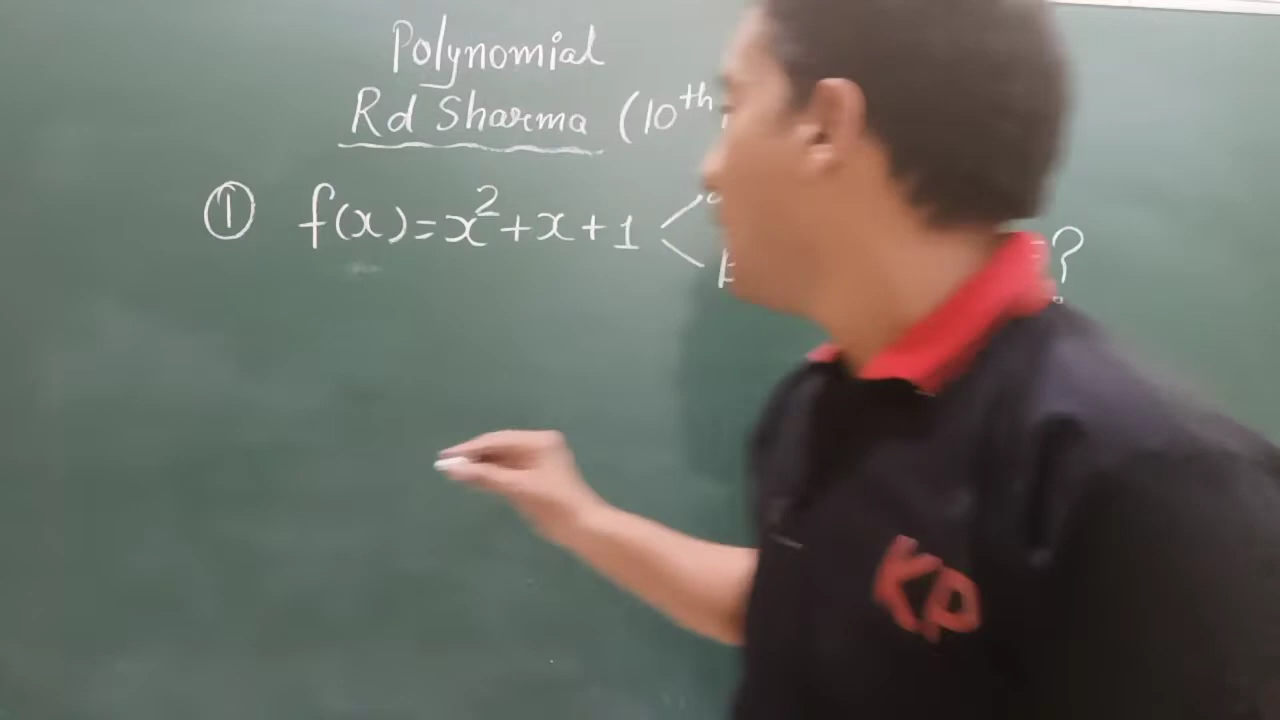 Polynomial
Rd Sharma (10th
① f(x)=x²+x+1
= ?
KP